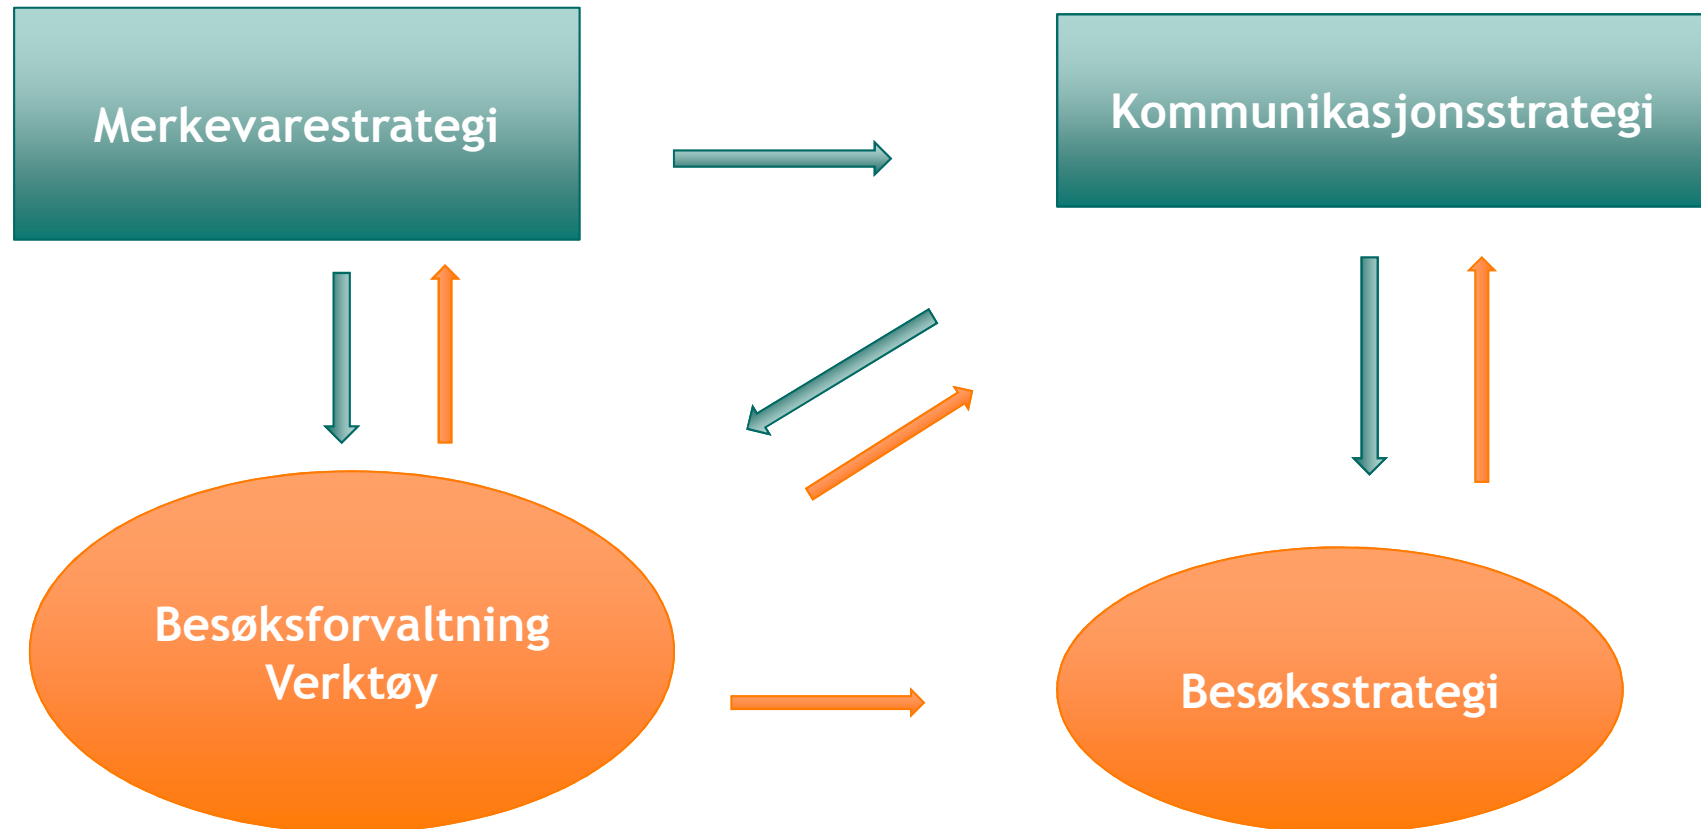 Merkevarestrategi
Kommunikasjonsstrategi
Besøksforvaltning
Verktøy
Besøksstrategi